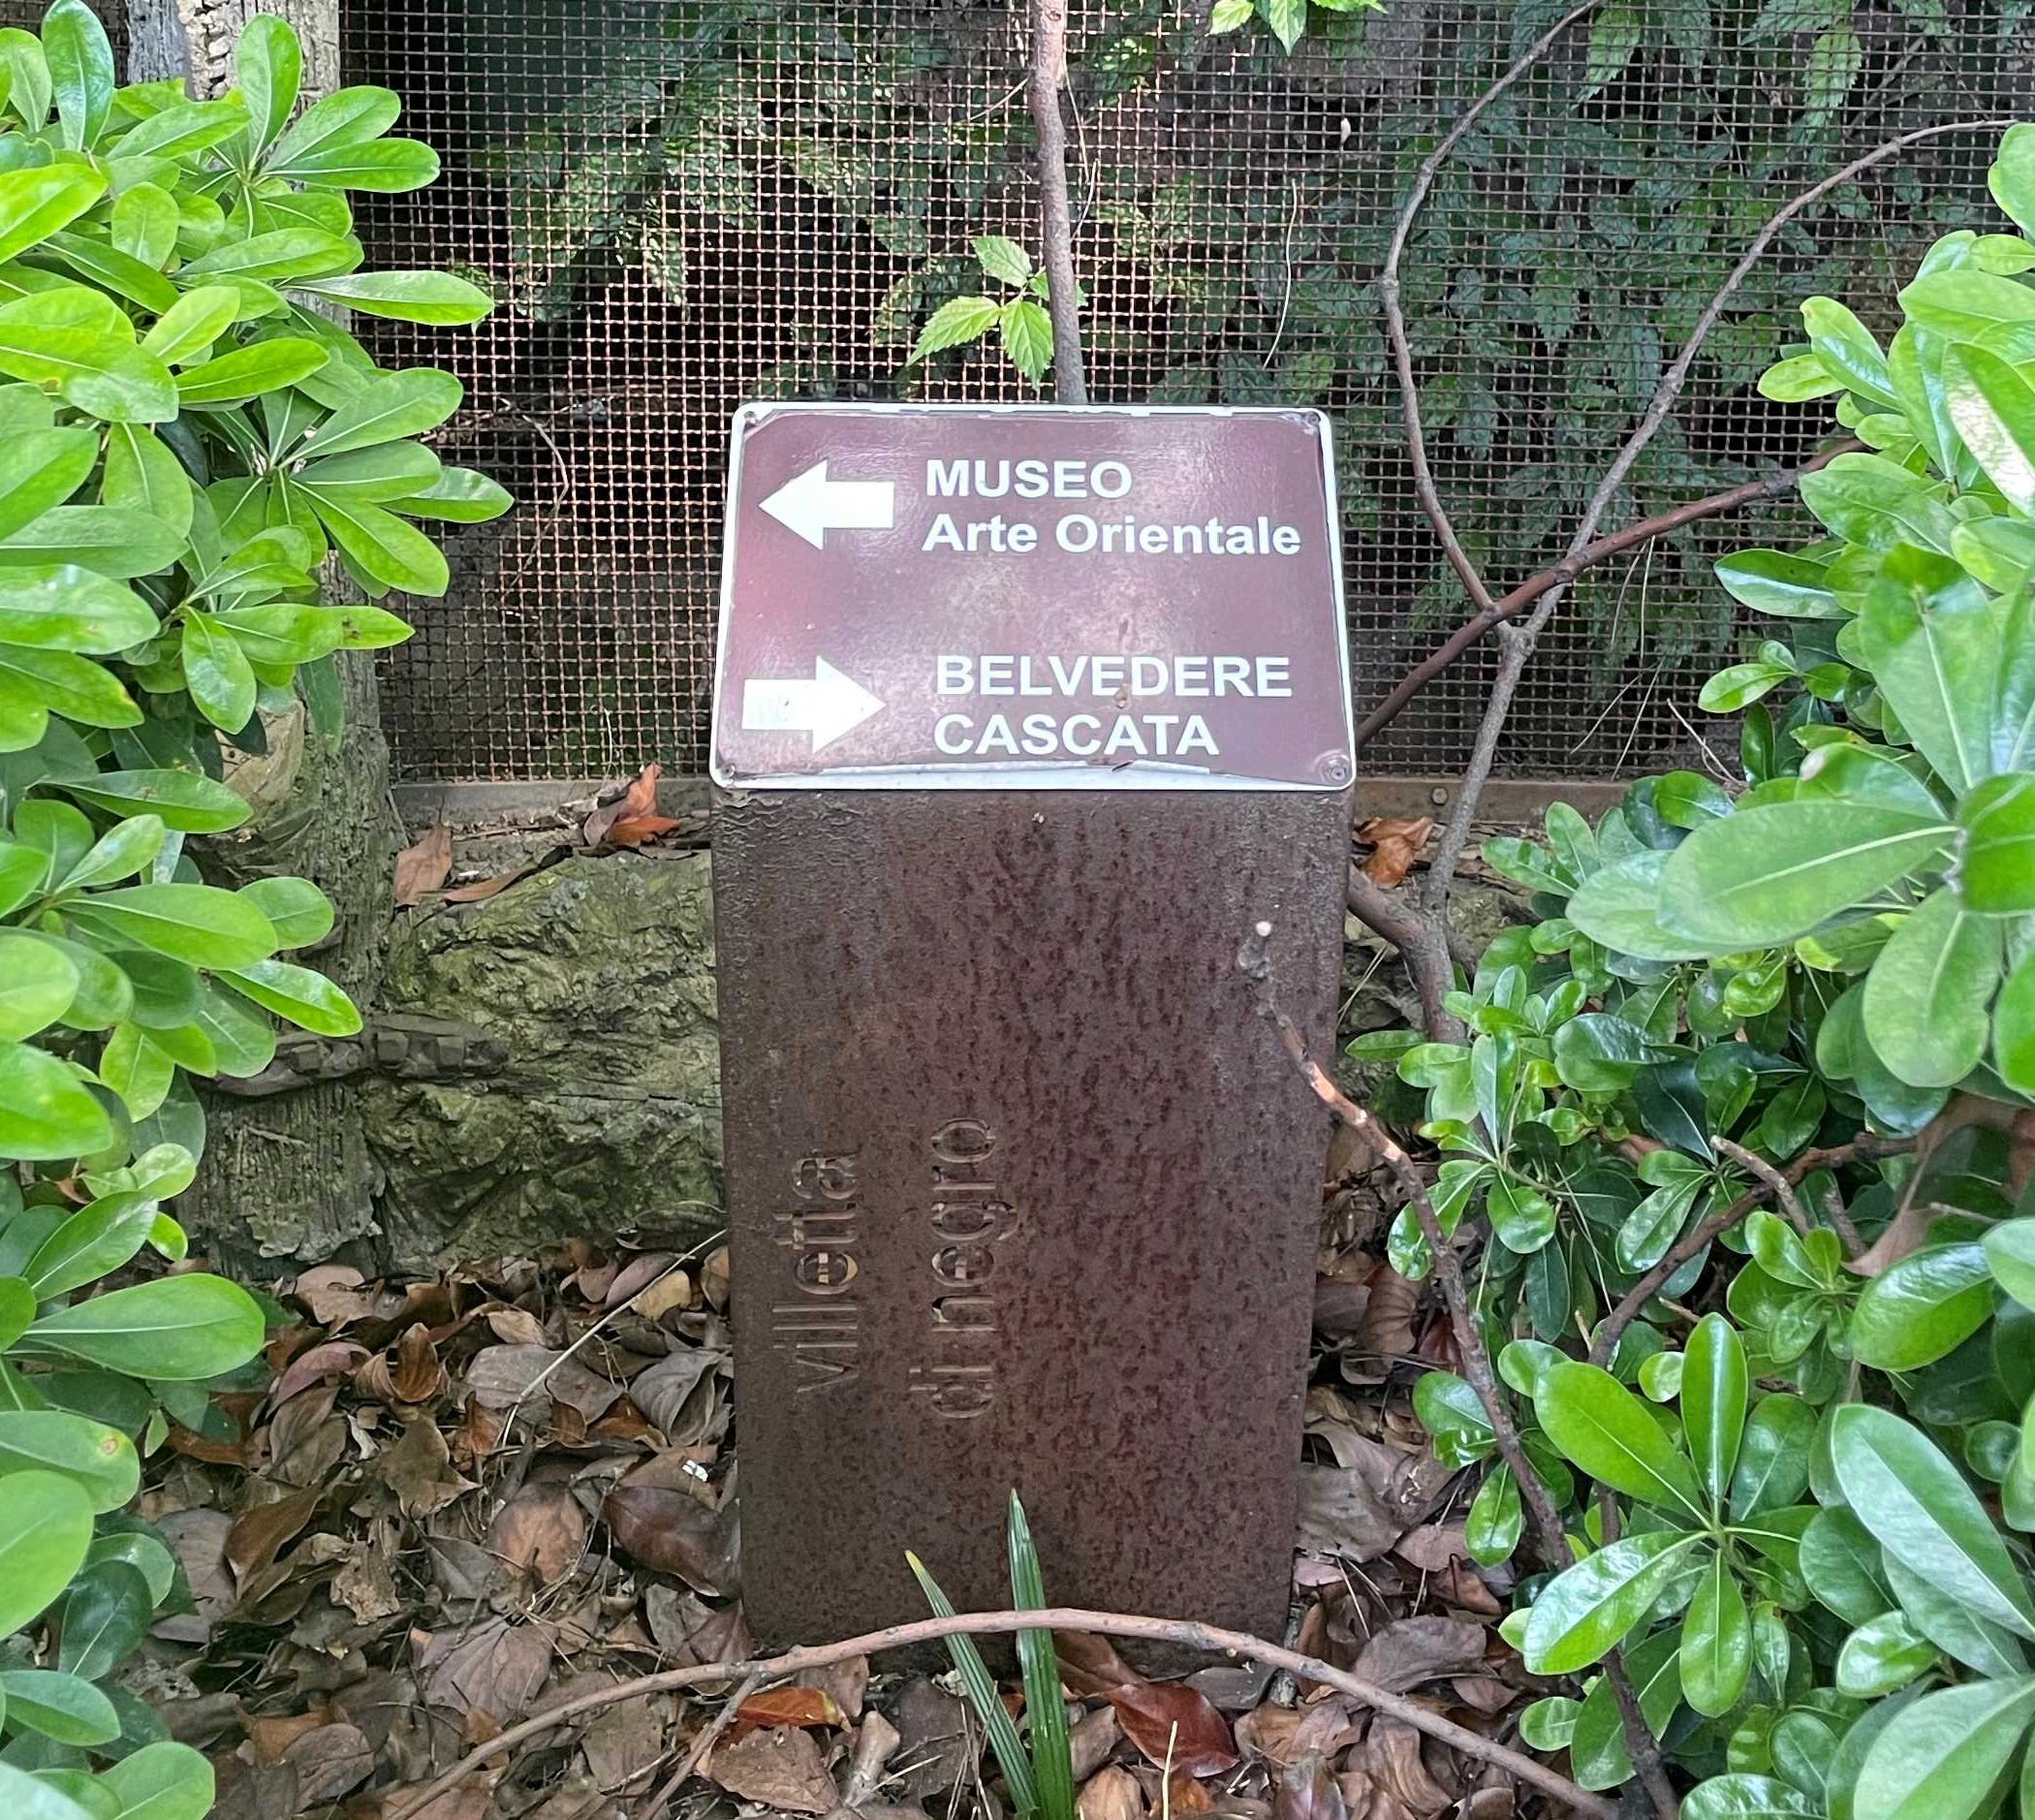 MUSEO
Arte Orientale
BELVEDERE
CASCATA
villetta
di negro